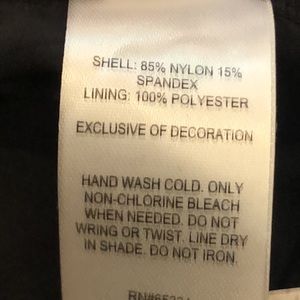 SHELL: 85% NYLON 15%
SPANDEX
LINING: 100% POLYESTER
EXCLUSIVE OF DECORATION
HAND WASH COLD. ONLY
NON-CHLORINE BLEACH
WHEN NEEDED. DO NOT
WRING OR TWIST. LINE DRY
IN SHADE. DO NOT IRON.